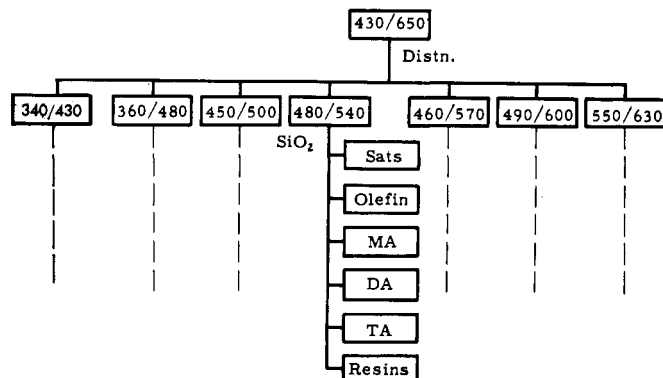 430/650
Distn.
340/430 360/480 450/500 480/540 460/570 490/600 550/630
SiO₂
Sats
Olefin
MA
DA
TA
Resins